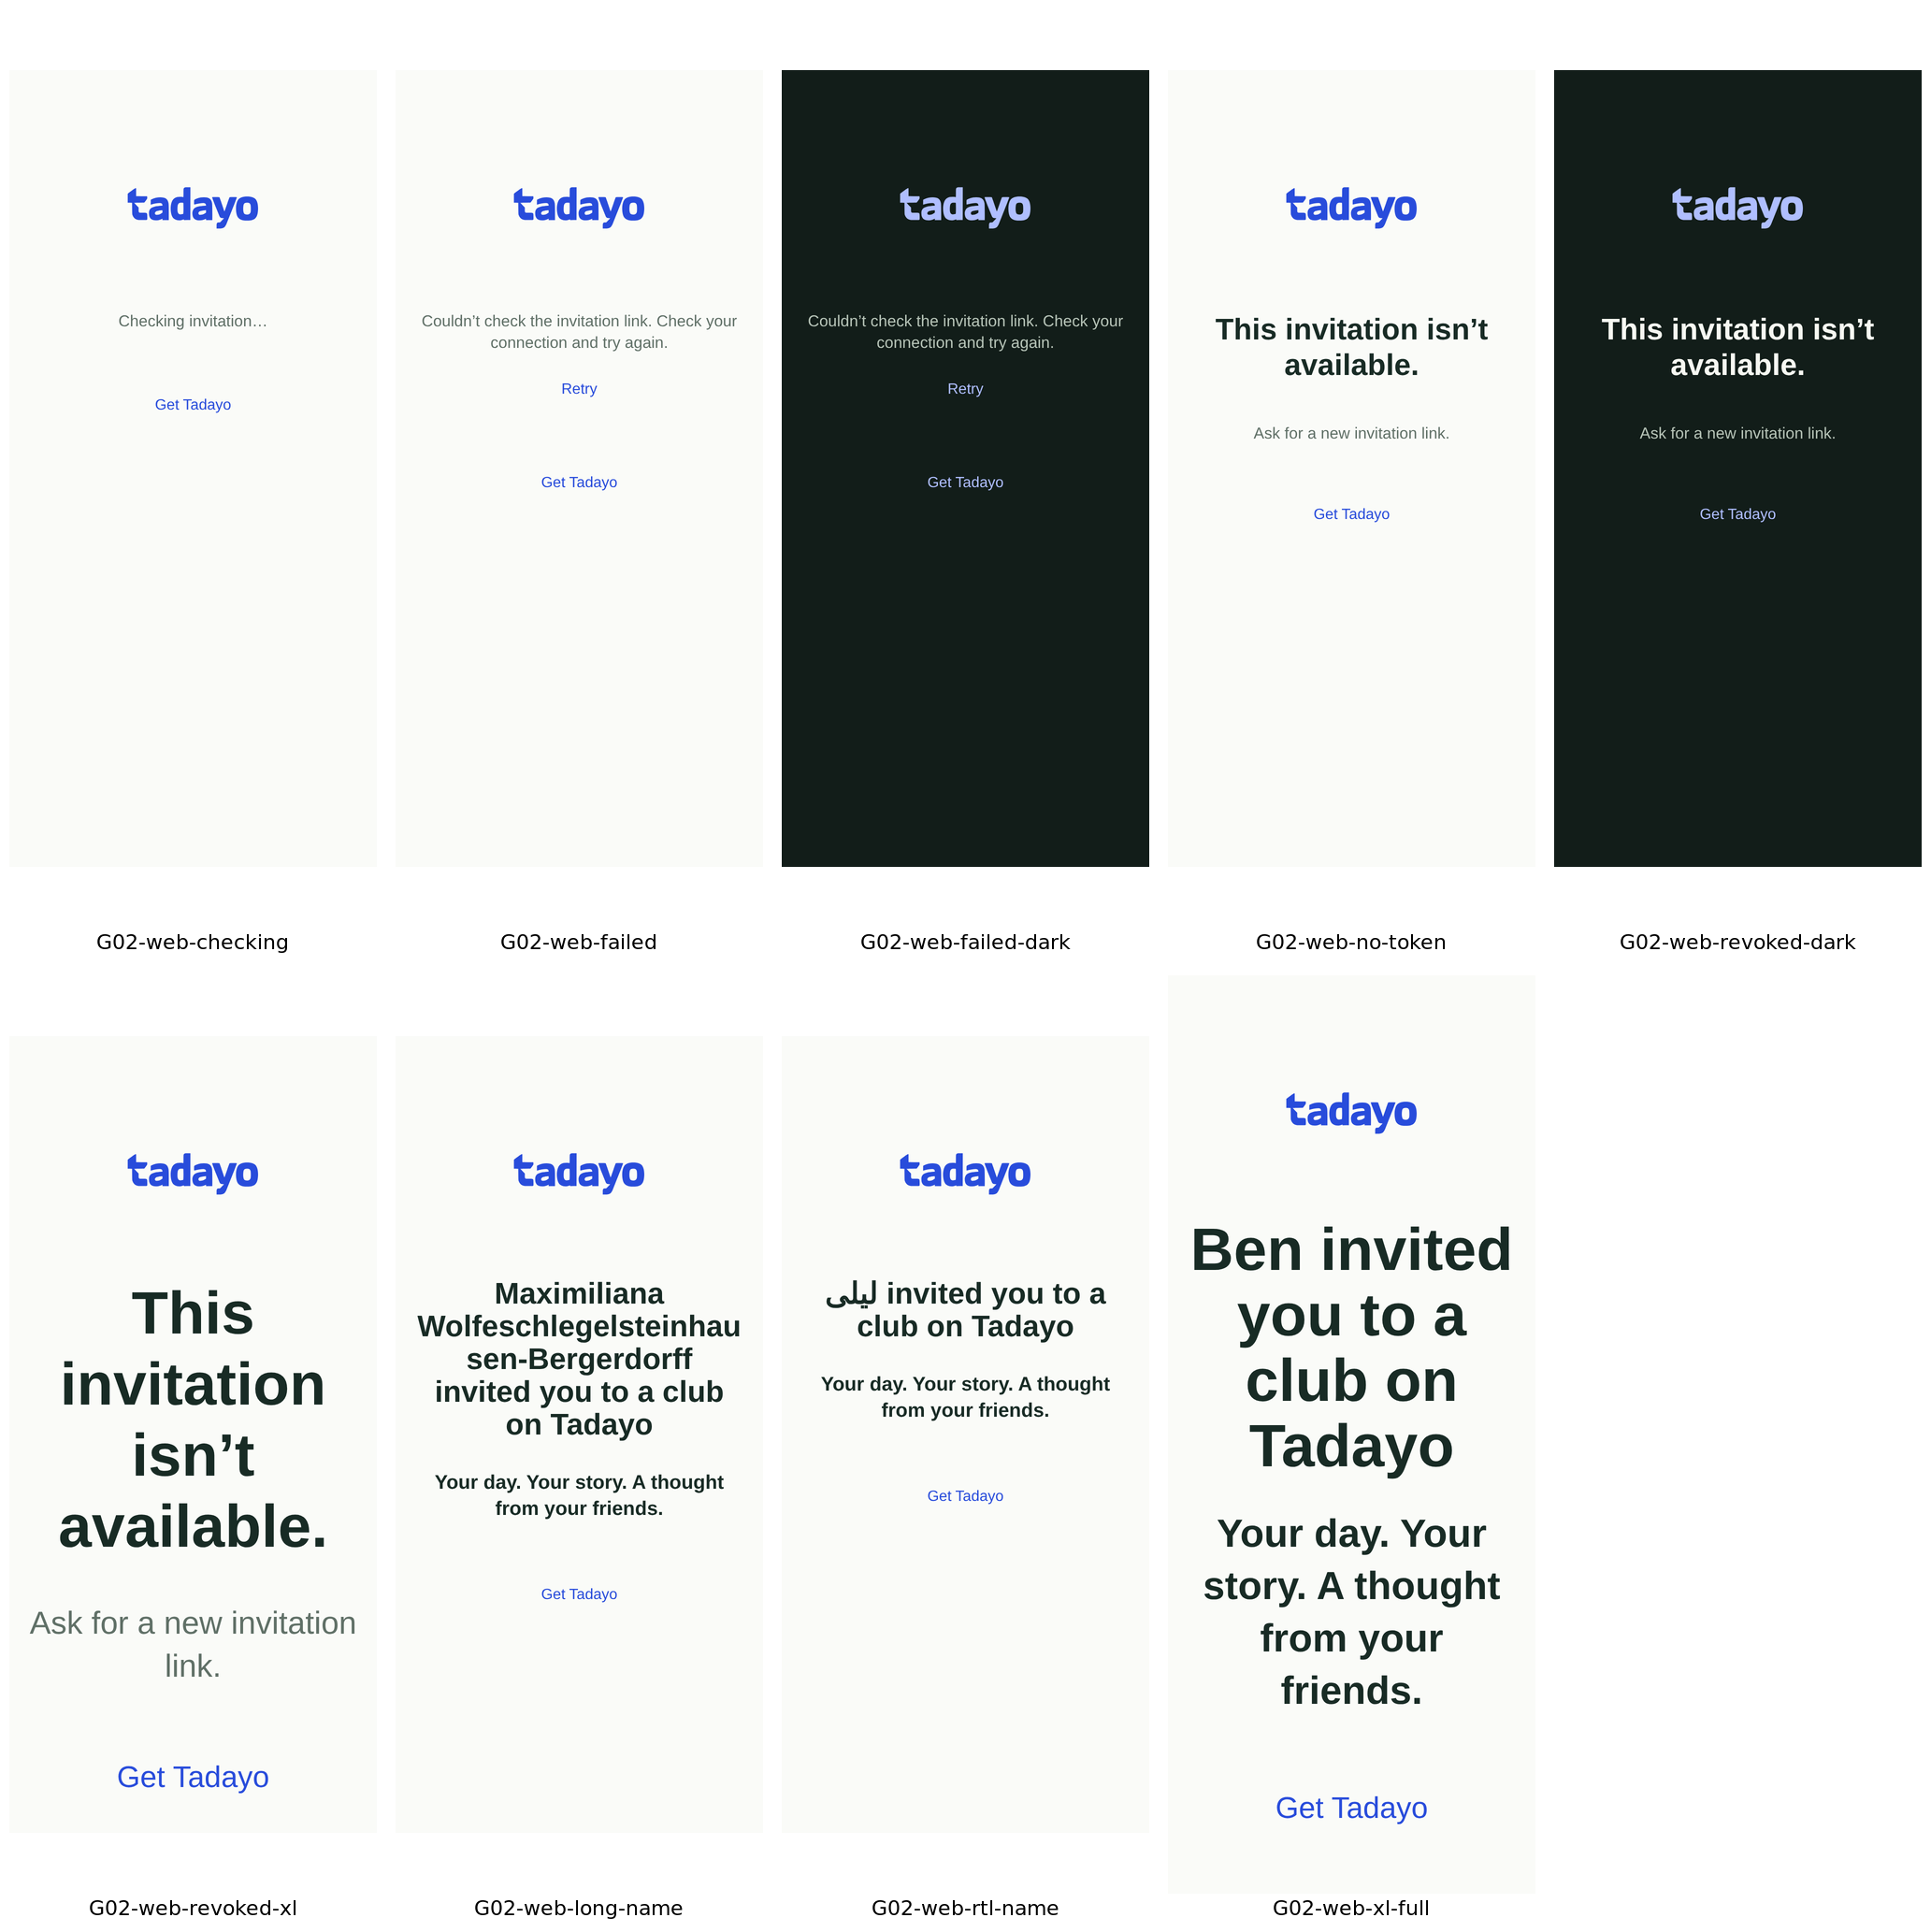 tadayo
Checking invitation…
Get Tadayo
G02-web-checking
tadayo
Couldn’t check the invitation link. Check your
connection and try again.
Retry
Get Tadayo
G02-web-failed
tadayo
Couldn’t check the invitation link. Check your
connection and try again.
Retry
Get Tadayo
G02-web-failed-dark
tadayo
This invitation isn’t
available.
Ask for a new invitation link.
Get Tadayo
G02-web-no-token
tadayo
This invitation isn’t
available.
Ask for a new invitation link.
Get Tadayo
G02-web-revoked-dark
tadayo
This
invitation
isn’t
available.
Ask for a new invitation
link.
Get Tadayo
G02-web-revoked-xl
tadayo
Maximiliana
Wolfeschlegelsteinhau
sen-Bergerdorff
invited you to a club
on Tadayo
Your day. Your story. A thought
from your friends.
Get Tadayo
G02-web-long-name
tadayo
ليلى invited you to a
club on Tadayo
Your day. Your story. A thought
from your friends.
Get Tadayo
G02-web-rtl-name
tadayo
Ben invited
you to a
club on
Tadayo
Your day. Your
story. A thought
from your
friends.
Get Tadayo
G02-web-xl-full